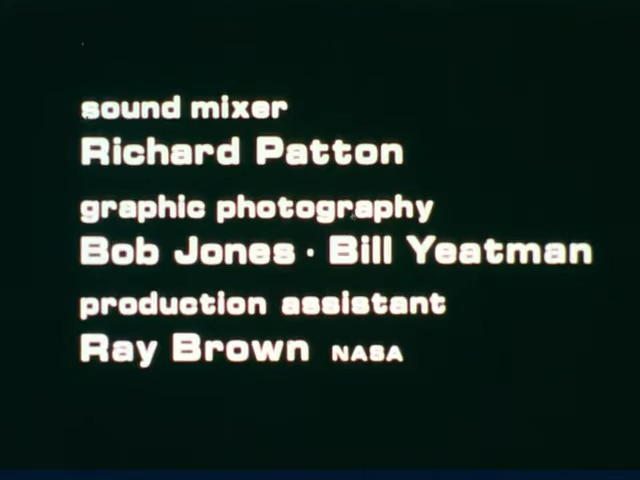 sound mixer
Richard Patton
graphic photography
Bob Jones · Bill Yeatman
production assistant
Ray Brown NASA